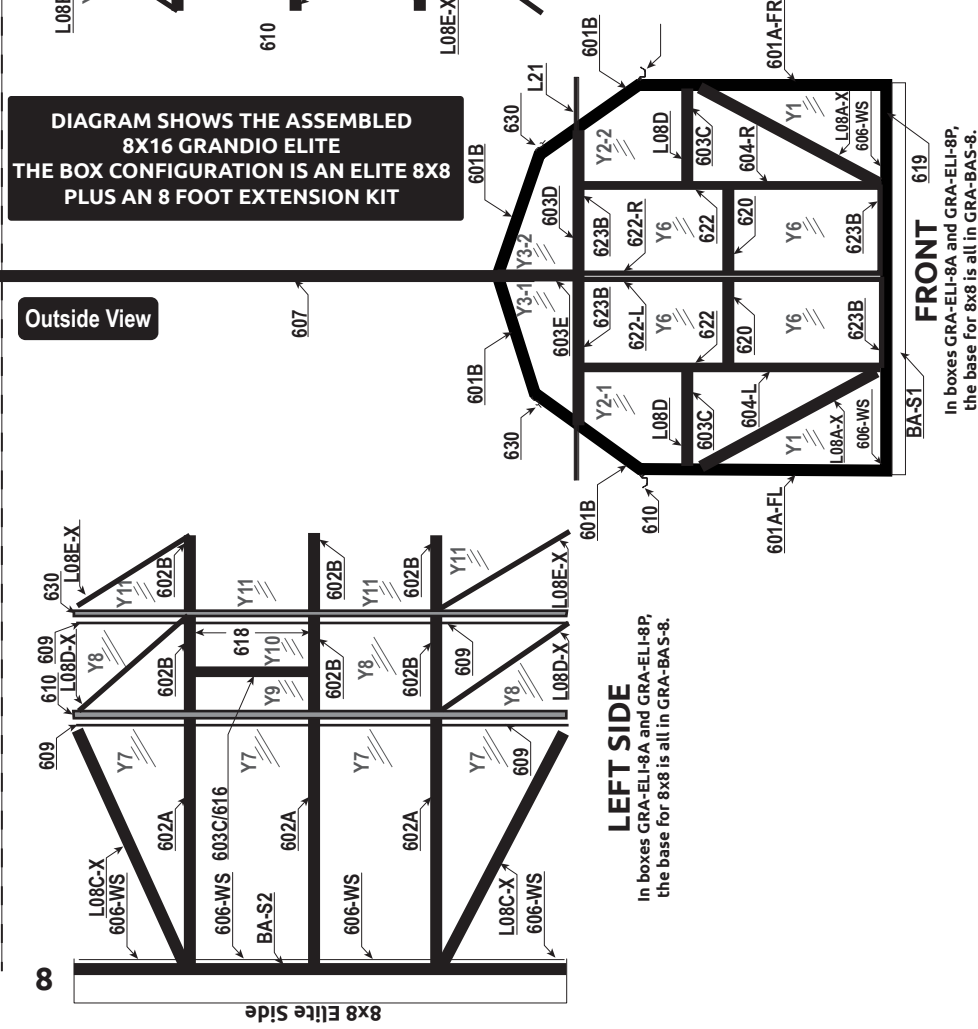 L08E-X
610
L08E-X
DIAGRAM SHOWS THE ASSEMBLED
8X16 GRANDIO ELITE
THE BOX CONFIGURATION IS AN ELITE 8X8
PLUS AN 8 FOOT EXTENSION KIT
Outside View
607
601B
L21
630
601B
601B
630
601B
610
601A-FL
601A-FR
Y3-1
Y3-2
603E
603D
Y2-1
Y2-2
623B
623B
622-L
622-R
Y6
Y6
622
622
620
620
L08D
L08D
603C
603C
604-L
604-R
Y1
Y1
Y6
Y6
L08A-X
L08A-X
606-WS
606-WS
623B
623B
619
BA-S1
FRONT
In boxes GRA-ELI-8A and GRA-ELI-8P,
the base for 8x8 is all in GRA-BAS-8.
630
L08E-X
609
610
L08D-X
609
Y11
602B
Y11
602B
Y11
602B
Y11
L08E-X
Y8
602B
618
Y10
Y9
602B
Y8
602B
609
Y8
L08D-X
Y7
602A
603C/616
Y7
602A
Y7
602A
Y7
609
L08C-X
606-WS
606-WS
BA-S2
606-WS
L08C-X
606-WS
8x8 Elite Side
LEFT SIDE
In boxes GRA-ELI-8A and GRA-ELI-8P,
the base for 8x8 is all in GRA-BAS-8.
8